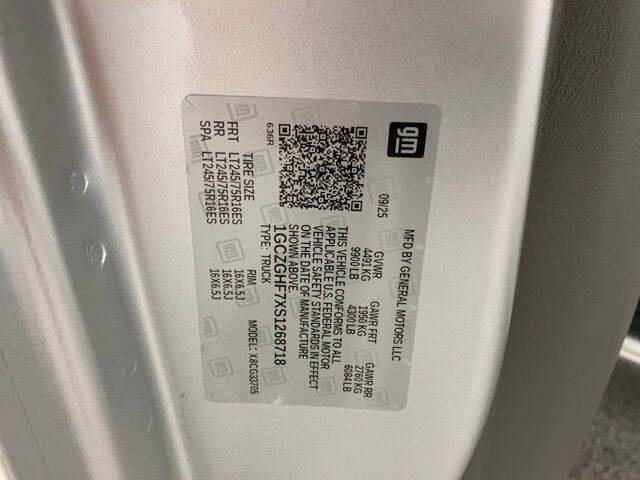 gm
MFD BY GENERAL MOTORS LLC
09/25
GVWR GAWR FRT GAWR RR
4491 KG 1950 KG 2760 KG
9900 LB 4300 LB 6084 LB
THIS VEHICLE CONFORMS TO ALL
APPLICABLE U.S. FEDERAL MOTOR
VEHICLE SAFETY STANDARDS IN EFFECT
ON THE DATE OF MANUFACTURE
SHOWN ABOVE.
1GCZGHF7XS1268718
TYPE: TRUCK MODEL: X8CG33705
636R
TIRE SIZE RIM
FRT LT245/75R16ES 16X6.5J
RR LT245/75R16ES 16X6.5J
SPA LT245/75R16ES 16X6.5J